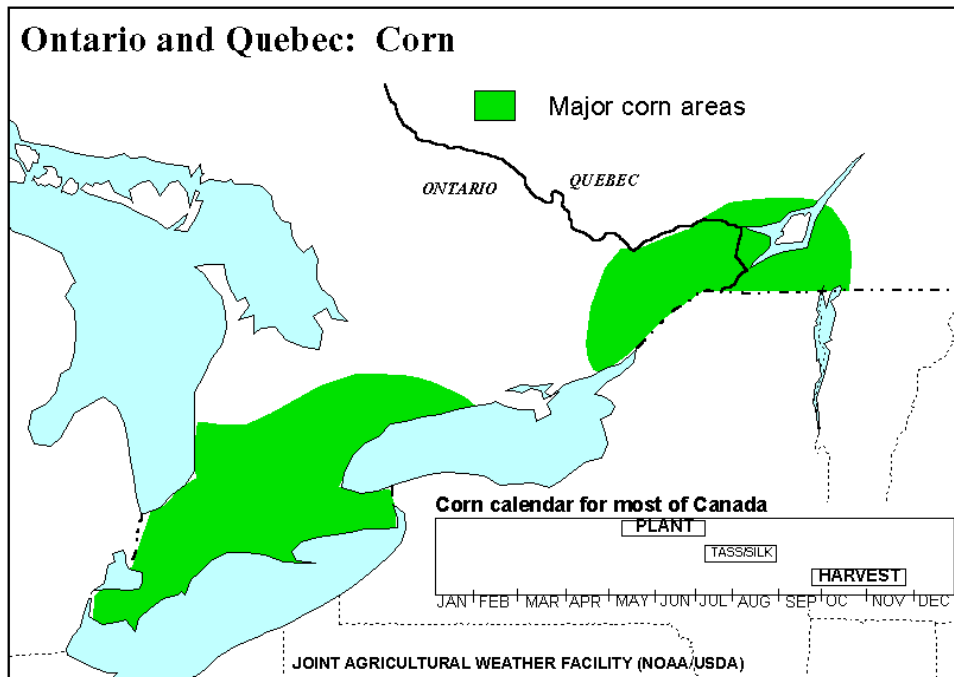 Ontario and Quebec: Corn
Major corn areas
ONTARIO
QUEBEC
Corn calendar for most of Canada
PLANT
TASS/SILK
HARVEST
JAN FEB MAR APR MAY JUN JUL AUG SEP OC NOV DEC
JOINT AGRICULTURAL WEATHER FACILITY (NOAA/USDA)